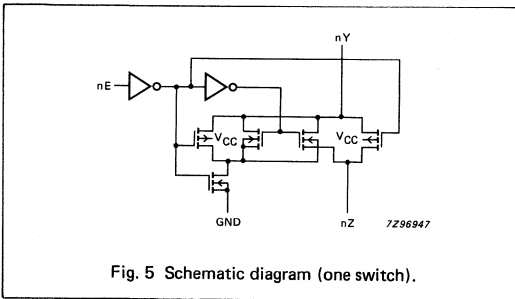 nY
nE
VCC
VCC
GND
nZ
7Z96947
Fig. 5 Schematic diagram (one switch).